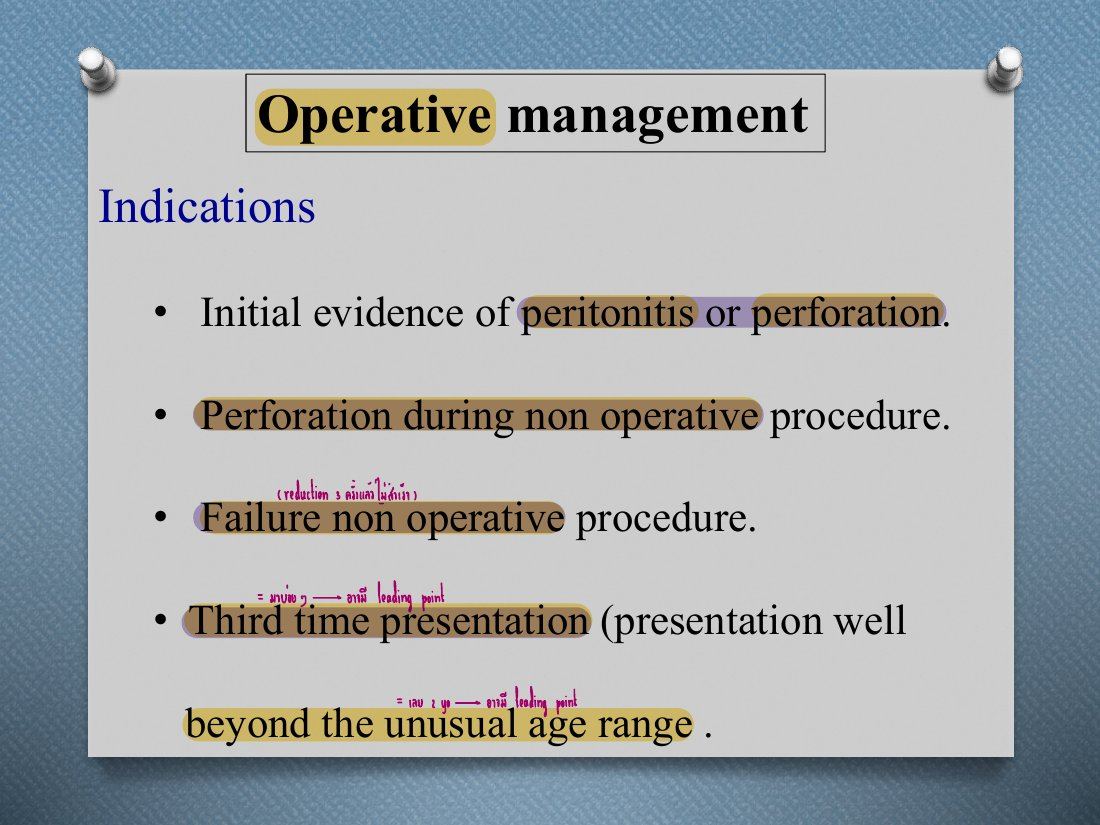 Operative management
Indications
• Initial evidence of peritonitis or perforation.
• Perforation during non operative procedure.
(reduction 3 ครั้งแล้วไม่สำเร็จ)
• Failure non operative procedure.
= มาบ่อย ๆ → อาจมี leading point
• Third time presentation (presentation well
= เลย 2 yo → อาจมี leading point
beyond the unusual age range .